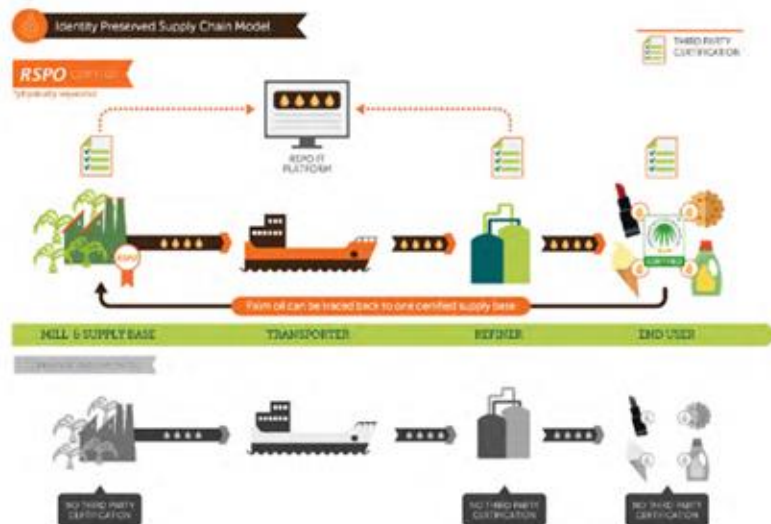 Identity Preserved Supply Chain Model
THIRD PARTY
CERTIFICATION
RSPO
RSPO IT
PLATFORM
RSPO
CERTIFIED
Palm oil can be traced back to one certified supply base
MILL & SUPPLY BASE
TRANSPORTER
REFINER
END USER
NO THIRD PARTY
CERTIFICATION
NO THIRD PARTY
CERTIFICATION
NO THIRD PARTY
CERTIFICATION